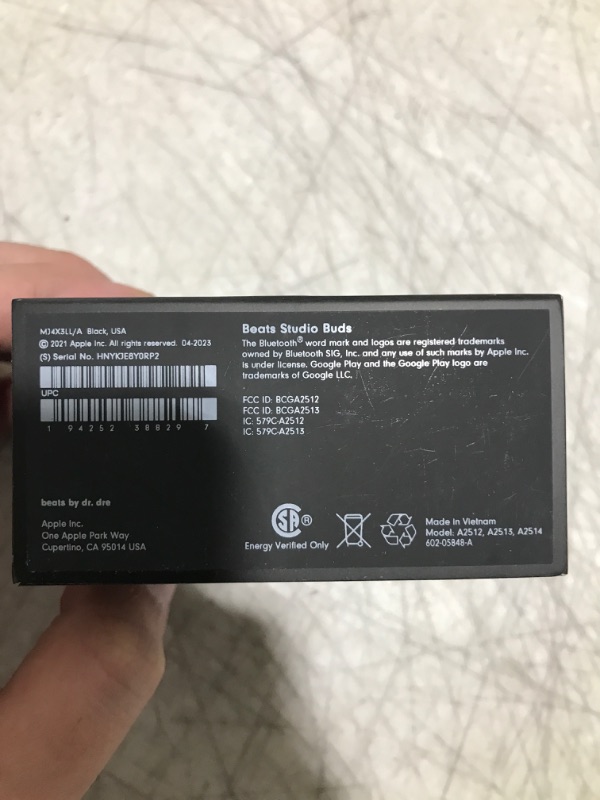 MJ4X3LL/A Black, USA
© 2021 Apple Inc. All rights reserved. 04-2023
(S) Serial No. HNYKJE8Y0RP2
UPC
1 94252 38829 7
beats by dr. dre
Apple Inc.
One Apple Park Way
Cupertino, CA 95014 USA
Beats Studio Buds
The Bluetooth® word mark and logos are registered trademarks
owned by Bluetooth SIG, Inc. and any use of such marks by Apple Inc.
is under license. Google Play and the Google Play logo are
trademarks of Google LLC.
FCC ID: BCGA2512
FCC ID: BCGA2513
IC: 579C-A2512
IC: 579C-A2513
SA ®
Energy Verified Only
Made in Vietnam
Model: A2512, A2513, A2514
602-05848-A